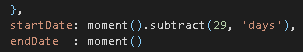 },
startDate: moment().subtract(29, 'days'),
endDate  : moment()